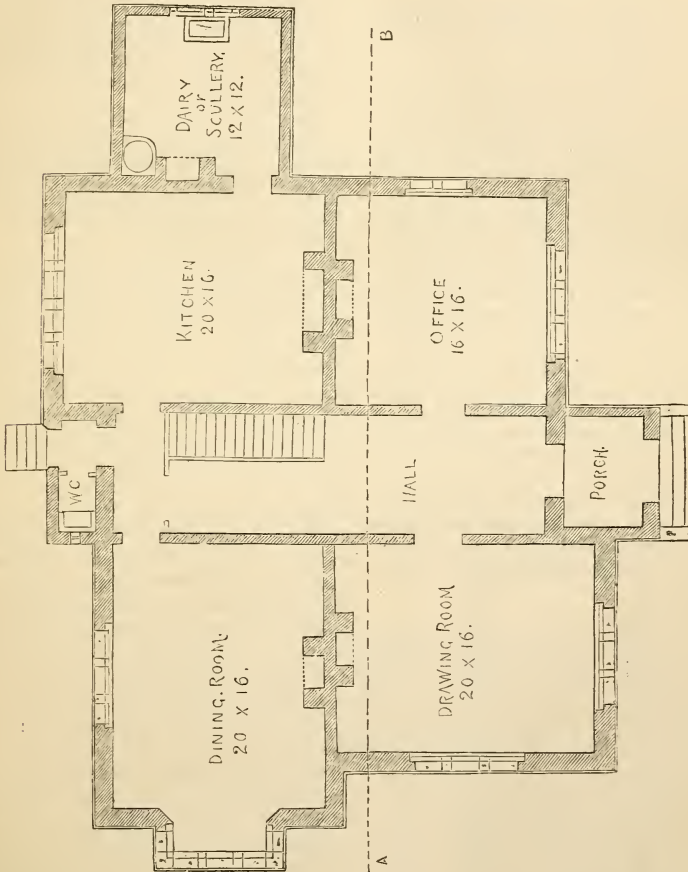 DAIRY
or
SCULLERY.
12 X 12.
B
KITCHEN
20 X 16.
OFFICE
16 X 16.
WC
HALL
PORCH.
DINING. ROOM.
20 X 16.
DRAWING ROOM
20 X 16.
A